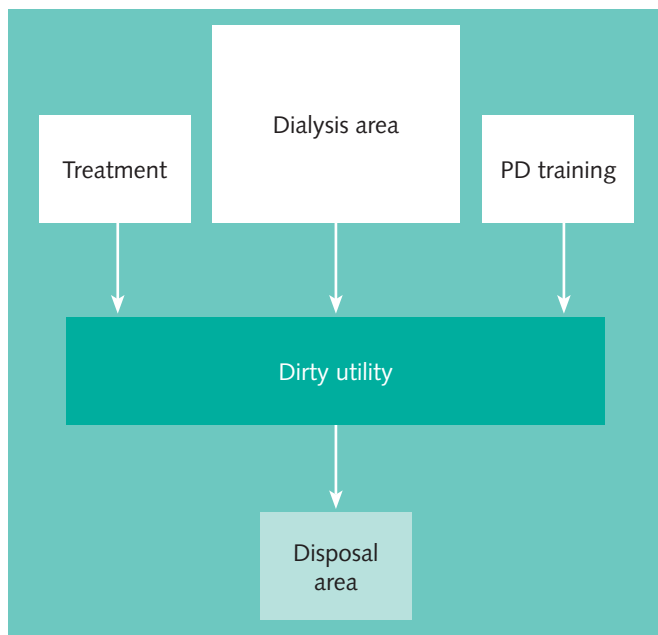 Dialysis area
Treatment
PD training
Dirty utility
Disposal
area